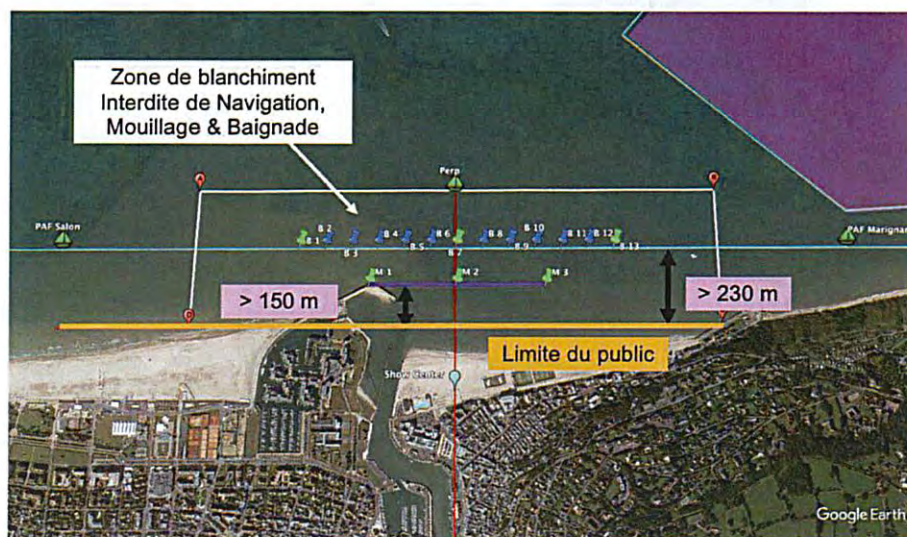 Zone de blanchiment
Interdite de Navigation,
Mouillage & Baignade
Perp
PAF Salon
B 1
B 2
B 3
B 4
B 5
B 6
B 7
B 8
B 9
B 10
B 11
B 12
B 13
PAF Marignan
M 1
M 2
M 3
> 150 m
> 230 m
Limite du public
Show Center
Google Earth